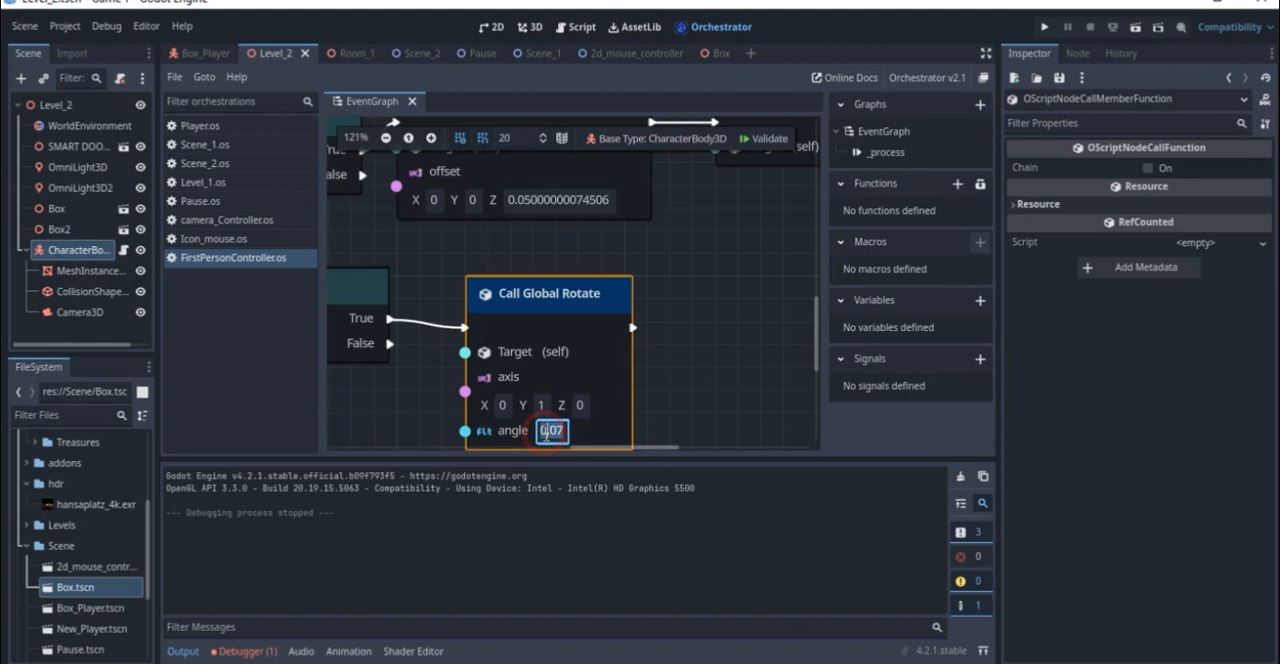 Level_2.tscn - Game 1 - Godot Engine
Scene Project Debug Editor Help
2D 3D Script AssetLib Orchestrator
Compatibility
Scene Import
Box_Player Level_2 Room_1 Scene_2 Pause Scene_1 2d_mouse_controller Box
Inspector Node History
Filter:
File Goto Help
Online Docs Orchestrator v2.1
Level_2
WorldEnvironment
SMART DOO...
OmniLight3D
OmniLight3D2
Box
Box2
CharacterBo...
MeshInstance...
CollisionShape...
Camera3D
Filter orchestrations
Player.os
Scene_1.os
Scene_2.os
Level_1.os
Pause.os
camera_Controller.os
Icon_mouse.os
FirstPersonController.os
EventGraph
121% 20 Base Type: CharacterBody3D Validate
alse
offset
X 0 Y 0 Z 0.05000000074506
self)
True
False
Call Global Rotate
Target (self)
axis
X 0 Y 1 Z 0
angle 0.07
Graphs
EventGraph
_process
Functions
No functions defined
Macros
No macros defined
Variables
No variables defined
Signals
No signals defined
OScriptNodeCallMemberFunction
Filter Properties
OScriptNodeCallFunction
Chain On
Resource
Resource
RefCounted
Script <empty>
Add Metadata
FileSystem
res://Scene/Box.tsc
Filter Files
Treasures
addons
hdr
hansaplatz_4k.exr
Levels
Scene
2d_mouse_contr...
Box.tscn
Box_Player.tscn
New_Player.tscn
Pause.tscn
Godot Engine v4.2.1.stable.official.b09f793f5 - https://godotengine.org
OpenGL API 3.3.0 - Build 20.19.15.5063 - Compatibility - Using Device: Intel - Intel(R) HD Graphics 5500
--- Debugging process stopped ---
3
0
0
1
Filter Messages
Output Debugger (1) Audio Animation Shader Editor
4.2.1.stable